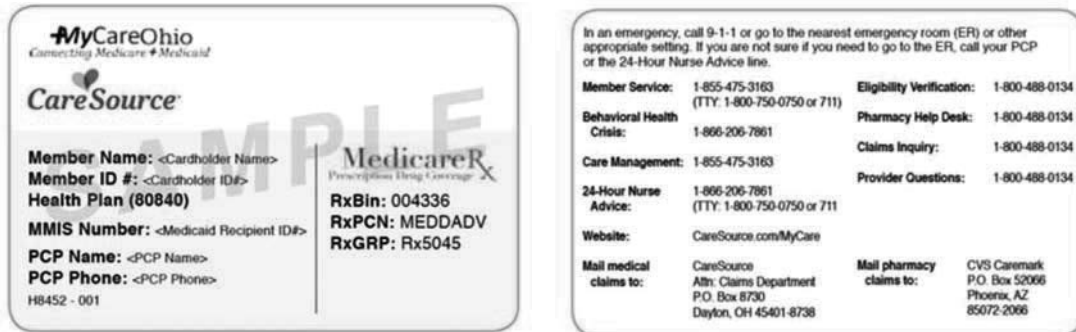 MyCareOhio
Connecting Medicare + Medicaid
CareSource
SAMPLE
Member Name: <Cardholder Name>
Member ID #: <Cardholder ID#>
Health Plan (80840)
MMIS Number: <Medicaid Recipient ID#>
PCP Name: <PCP Name>
PCP Phone: <PCP Phone>
H8452 - 001
MedicareRx
Prescription Drug Coverage
RxBin: 004336
RxPCN: MEDDADV
RxGRP: Rx5045
In an emergency, call 9-1-1 or go to the nearest emergency room (ER) or other
appropriate setting. If you are not sure if you need to go to the ER, call your PCP
or the 24-Hour Nurse Advice line.
Member Service: 1-855-475-3163
(TTY: 1-800-750-0750 or 711)
Behavioral Health
Crisis: 1-866-206-7861
Care Management: 1-855-475-3163
24-Hour Nurse 1-866-206-7861
Advice: (TTY: 1-800-750-0750 or 711
Website: CareSource.com/MyCare
Eligibility Verification: 1-800-488-0134
Pharmacy Help Desk: 1-800-488-0134
Claims Inquiry: 1-800-488-0134
Provider Questions: 1-800-488-0134
Mail medical CareSource
claims to: Attn: Claims Department
P.O. Box 8730
Dayton, OH 45401-8738
Mail pharmacy CVS Caremark
claims to: P.O. Box 52066
Phoenix, AZ
85072-2066